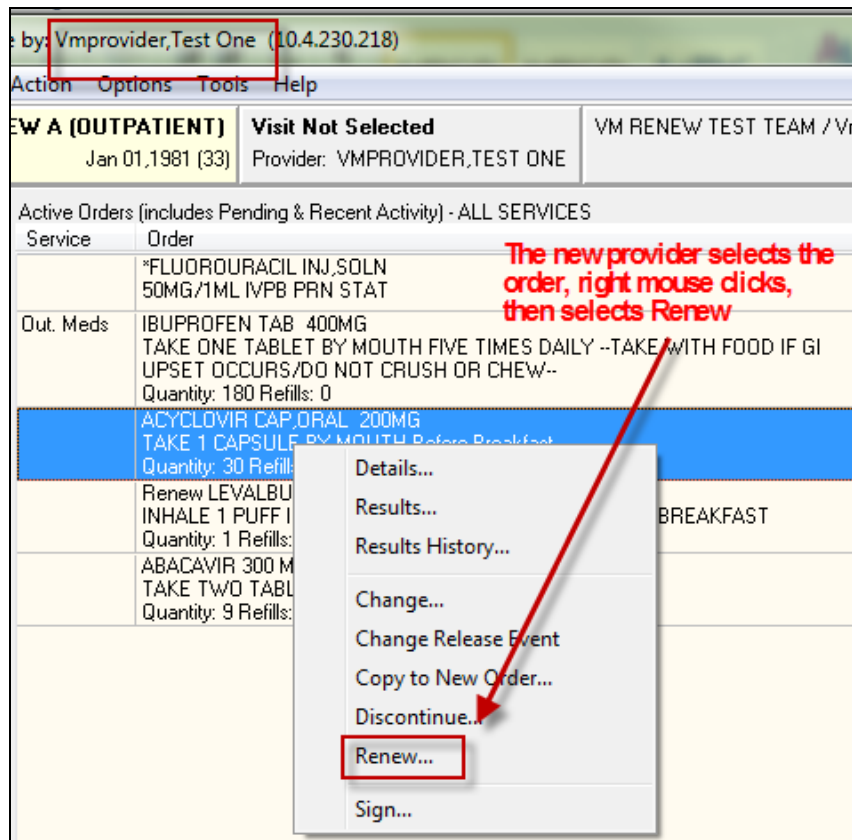 e by: Vmprovider,Test One (10.4.230.218)
Action Options Tools Help
EW A (OUTPATIENT) Visit Not Selected VM RENEW TEST TEAM / Vr
Jan 01,1981 (33) Provider: VMPROVIDER,TEST ONE
Active Orders (includes Pending & Recent Activity) - ALL SERVICES
Service Order
*FLUOROURACIL INJ,SOLN
50MG/1ML IVPB PRN STAT
The new provider selects the
order, right mouse clicks,
then selects Renew
Out. Meds IBUPROFEN TAB 400MG
TAKE ONE TABLET BY MOUTH FIVE TIMES DAILY --TAKE WITH FOOD IF GI
UPSET OCCURS/DO NOT CRUSH OR CHEW--
Quantity: 180 Refills: 0
ACYCLOVIR CAP,ORAL 200MG
TAKE 1 CAPSULE BY MOUTH Before Breakfast
Quantity: 30 Refill
Renew LEVALBU
INHALE 1 PUFF I BREAKFAST
Quantity: 1 Refills:
ABACAVIR 300 M
TAKE TWO TABL
Quantity: 9 Refills:
Details...
Results...
Results History...
Change...
Change Release Event
Copy to New Order...
Discontinue...
Renew...
Sign...